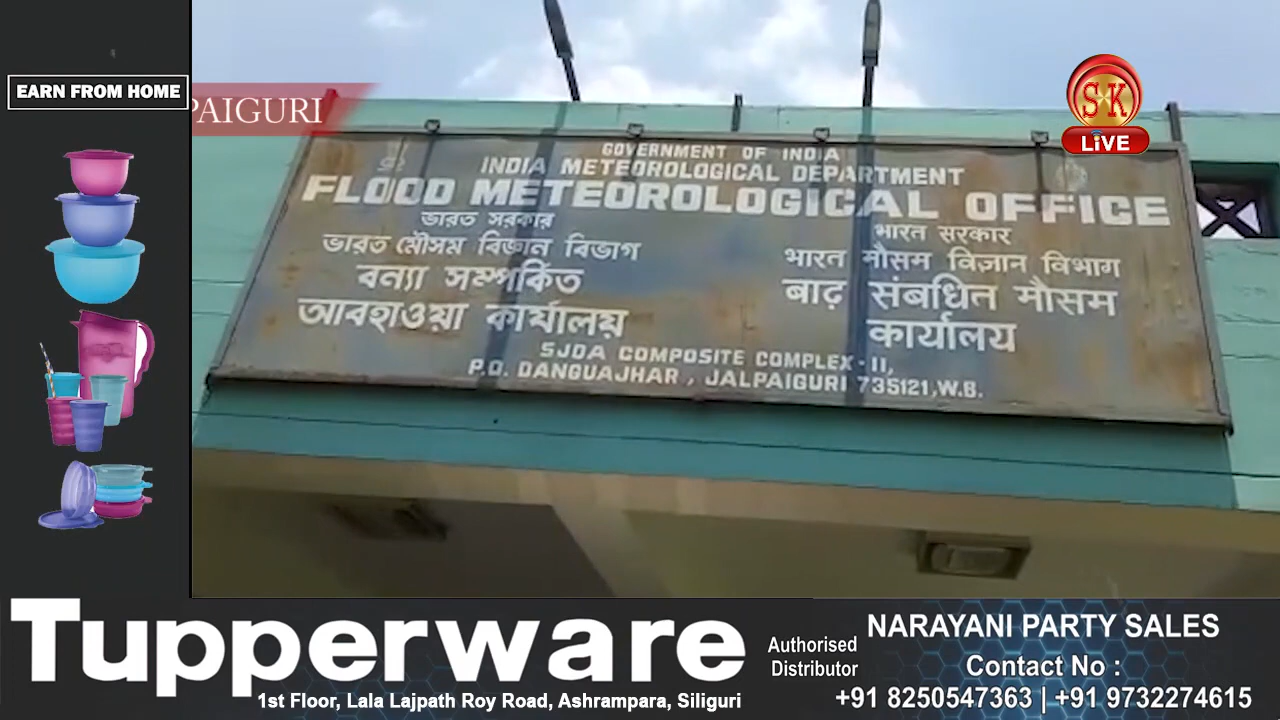 EARN FROM HOME
PAIGURI
SK
LiVE
GOVERNMENT OF INDIA
INDIA METEOROLOGICAL DEPARTMENT
FLOOD METEOROLOGICAL OFFICE
ভারত সরকার
ভারত মৌসম বিজ্ঞান বিভাগ
বন্যা সম্পর্কিত
আবহাওয়া কার্যালয়
भारत सरकार
भारत मौसम विज्ञान विभाग
बाढ़ संबधित मौसम
कार्यालय
SJDA COMPOSITE COMPLEX-II,
P.O. DANGUAJHAR, JALPAIGURI 735121, W.B.
Tupperware
1st Floor, Lala Lajpath Roy Road, Ashrampara, Siliguri
Authorised
Distributor
NARAYANI PARTY SALES
Contact No :
+91 8250547363 | +91 9732274615